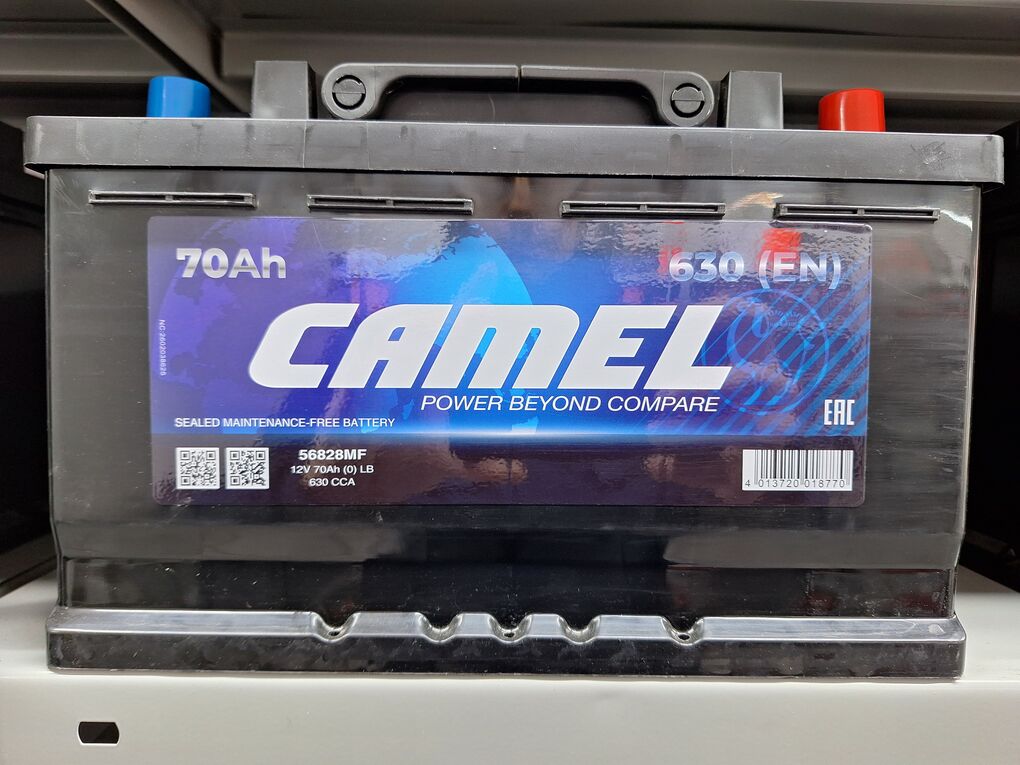 70Ah
630 (EN)
CAMEL
POWER BEYOND COMPARE
SEALED MAINTENANCE-FREE BATTERY
EAC
56828MF
12V 70Ah (0) LB
630 CCA
4 013720 018770